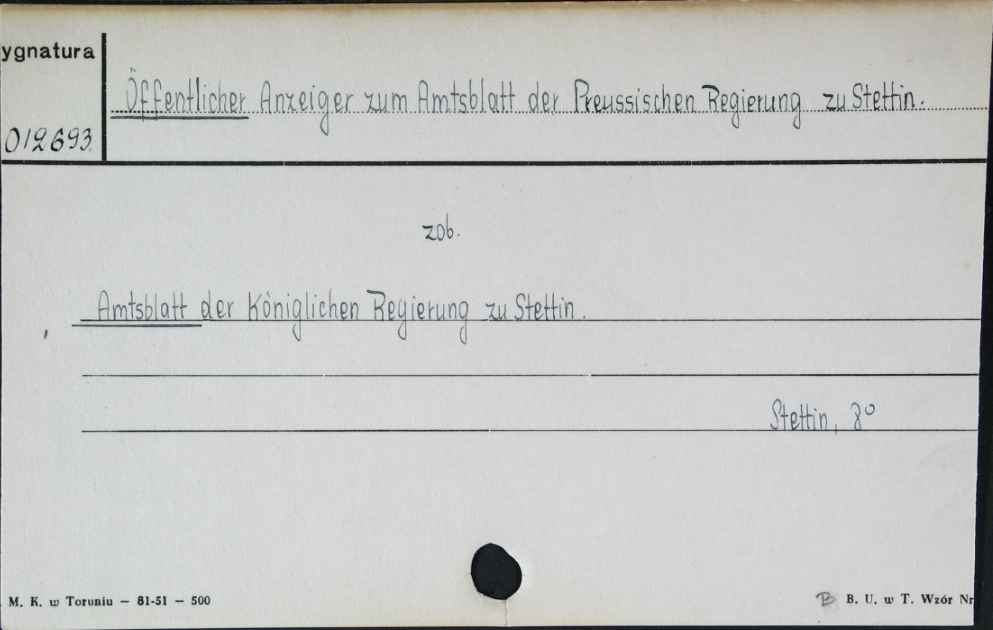 ygnatura
Öffentlicher Anzeiger zum Amtsblatt der Preussischen Regierung zu Stettin.
012693.
zob.
Amtsblatt der Königlichen Regierung zu Stettin.
Stettin, 8°
M. K. w Toruniu — 81-51 — 500
B. U. w T. Wzór Nr